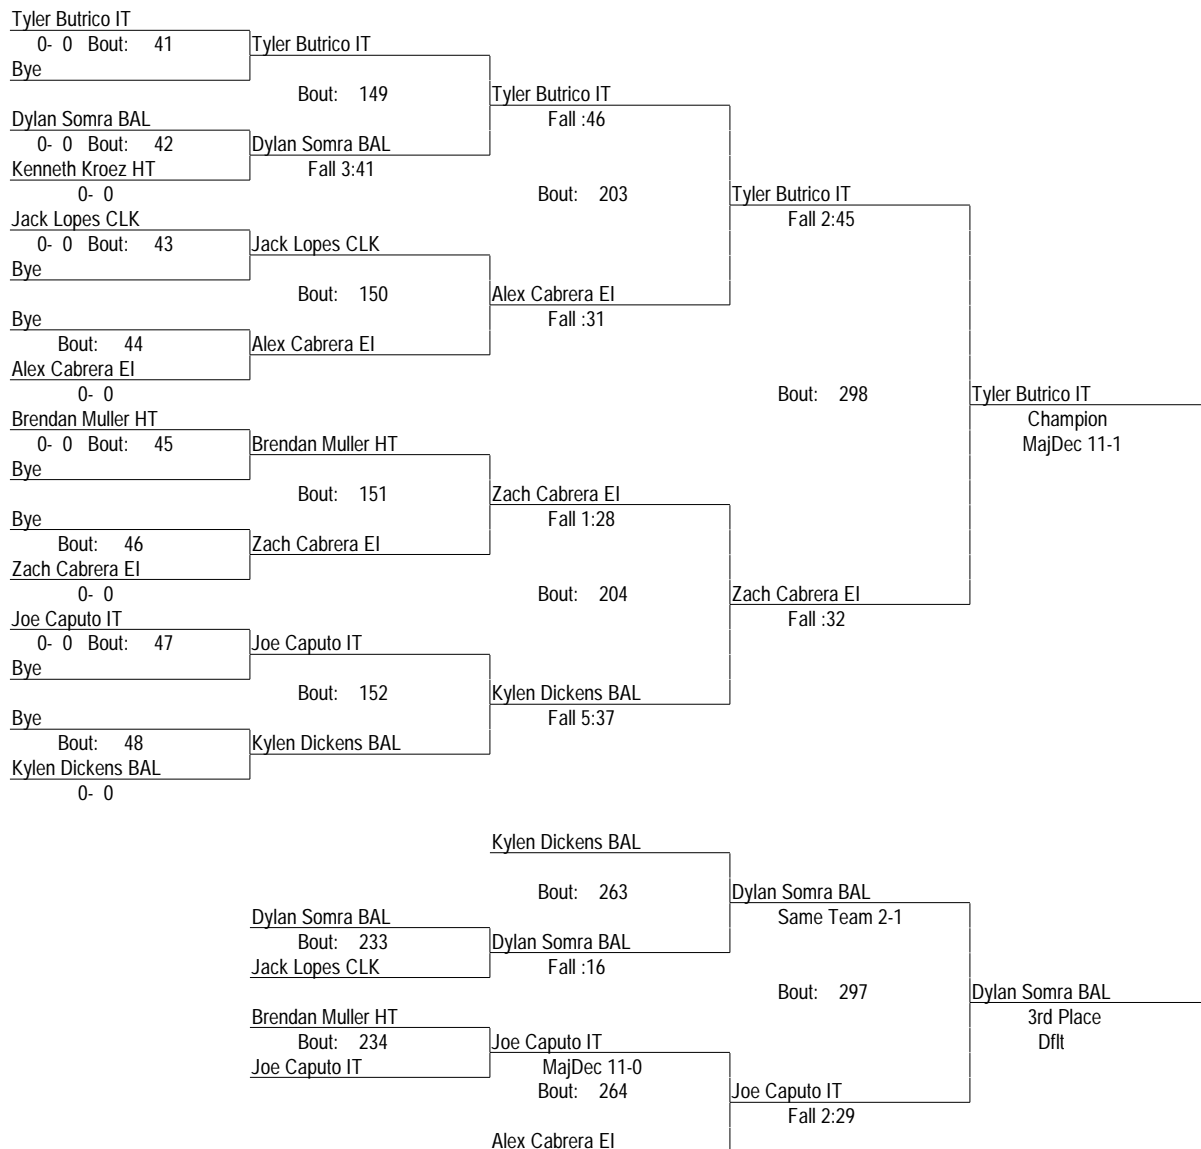 Tyler Butrico IT
0- 0 Bout: 41
Tyler Butrico IT
Bye
Bout: 149
Tyler Butrico IT
Dylan Somra BAL
Fall :46
0- 0 Bout: 42
Dylan Somra BAL
Kenneth Kroez HT
Fall 3:41
0- 0
Bout: 203
Tyler Butrico IT
Jack Lopes CLK
Fall 2:45
0- 0 Bout: 43
Jack Lopes CLK
Bye
Bout: 150
Alex Cabrera EI
Bye
Fall :31
Bout: 44
Alex Cabrera EI
Alex Cabrera EI
0- 0
Bout: 298
Tyler Butrico IT
Brendan Muller HT
Champion
0- 0 Bout: 45
Brendan Muller HT
MajDec 11-1
Bye
Bout: 151
Zach Cabrera EI
Bye
Fall 1:28
Bout: 46
Zach Cabrera EI
Zach Cabrera EI
0- 0
Bout: 204
Zach Cabrera EI
Joe Caputo IT
Fall :32
0- 0 Bout: 47
Joe Caputo IT
Bye
Bout: 152
Kylen Dickens BAL
Bye
Fall 5:37
Bout: 48
Kylen Dickens BAL
Kylen Dickens BAL
0- 0
Kylen Dickens BAL
Bout: 263
Dylan Somra BAL
Dylan Somra BAL
Same Team 2-1
Bout: 233
Dylan Somra BAL
Jack Lopes CLK
Fall :16
Bout: 297
Dylan Somra BAL
Brendan Muller HT
3rd Place
Bout: 234
Joe Caputo IT
Dflt
Joe Caputo IT
MajDec 11-0
Bout: 264
Joe Caputo IT
Fall 2:29
Alex Cabrera EI